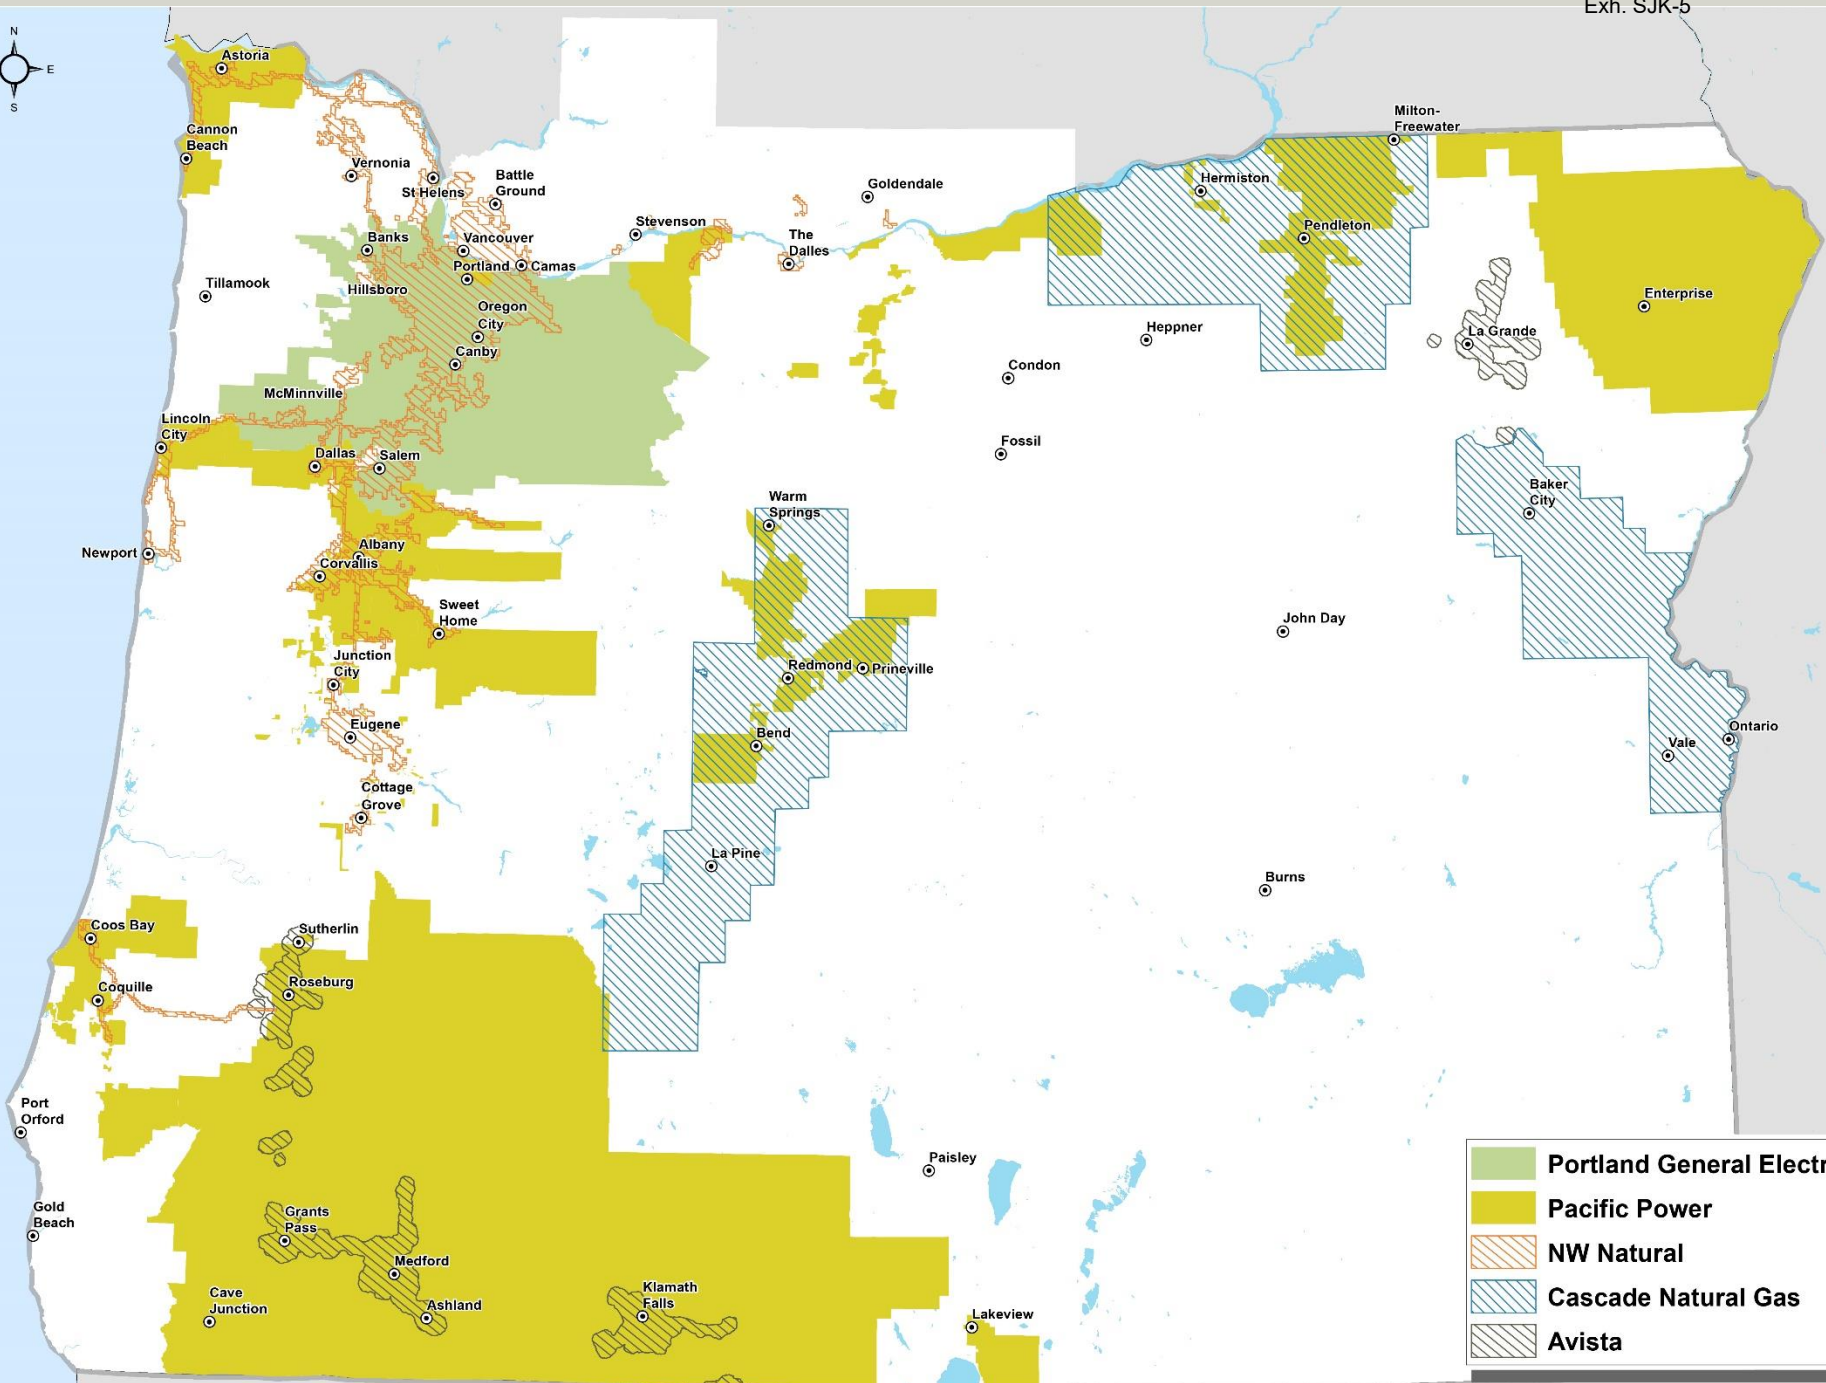 Exh. SJK-5
N
E
S
Astoria
Cannon
Beach
Vernonia
St Helens
Battle
Ground
Goldendale
Milton-
Freewater
Hermiston
Stevenson
The
Dalles
Pendleton
Banks
Vancouver
Portland
Camas
Tillamook
Hillsboro
Oregon
City
Canby
Enterprise
Heppner
La Grande
Condon
McMinnville
Lincoln
City
Dallas
Salem
Fossil
Baker
City
Warm
Springs
Newport
Albany
Corvallis
Sweet
Home
John Day
Junction
City
Redmond
Prineville
Eugene
Bend
Ontario
Vale
Cottage
Grove
La Pine
Burns
Coos Bay
Sutherlin
Roseburg
Coquille
Port
Orford
Paisley
Gold
Beach
Grants
Pass
Medford
Cave
Junction
Ashland
Klamath
Falls
Lakeview
Portland General Electr
Pacific Power
NW Natural
Cascade Natural Gas
Avista